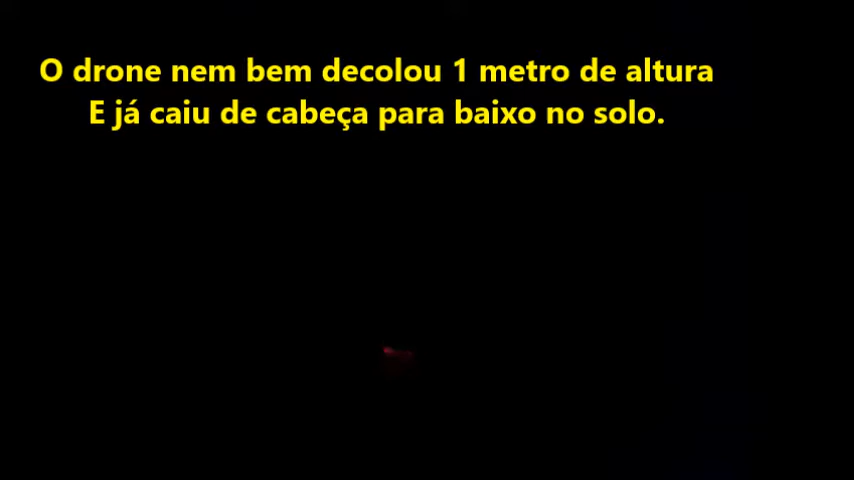 O drone nem bem decolou 1 metro de altura
E já caiu de cabeça para baixo no solo.